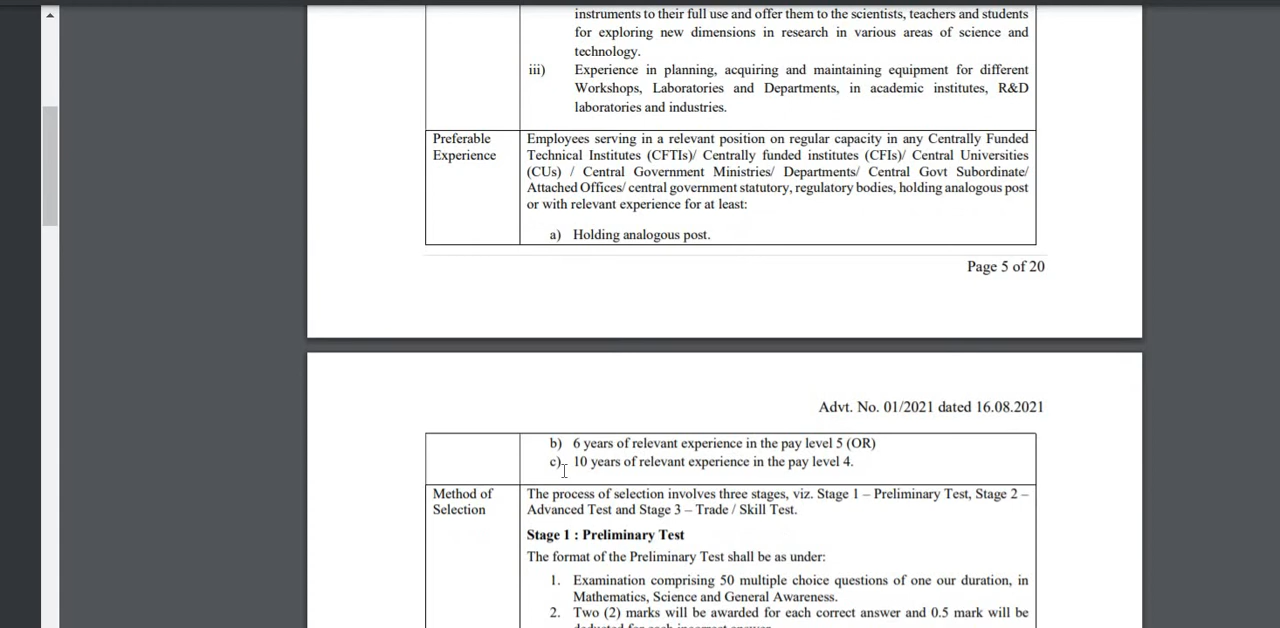 instruments to their full use and offer them to the scientists, teachers and students
for exploring new dimensions in research in various areas of science and
technology.
iii) Experience in planning, acquiring and maintaining equipment for different
Workshops, Laboratories and Departments, in academic institutes, R&D
laboratories and industries.
Preferable
Experience
Employees serving in a relevant position on regular capacity in any Centrally Funded
Technical Institutes (CFTIs)/ Centrally funded institutes (CFIs)/ Central Universities
(CUs) / Central Government Ministries/ Departments/ Central Govt Subordinate/
Attached Offices/ central government statutory, regulatory bodies, holding analogous post
or with relevant experience for at least:
a) Holding analogous post.
Page 5 of 20
Advt. No. 01/2021 dated 16.08.2021
b) 6 years of relevant experience in the pay level 5 (OR)
c) 10 years of relevant experience in the pay level 4.
Method of
Selection
The process of selection involves three stages, viz. Stage 1 – Preliminary Test, Stage 2 –
Advanced Test and Stage 3 – Trade / Skill Test.
Stage 1 : Preliminary Test
The format of the Preliminary Test shall be as under:
1. Examination comprising 50 multiple choice questions of one our duration, in
Mathematics, Science and General Awareness.
2. Two (2) marks will be awarded for each correct answer and 0.5 mark will be
deducted for each incorrect answer.